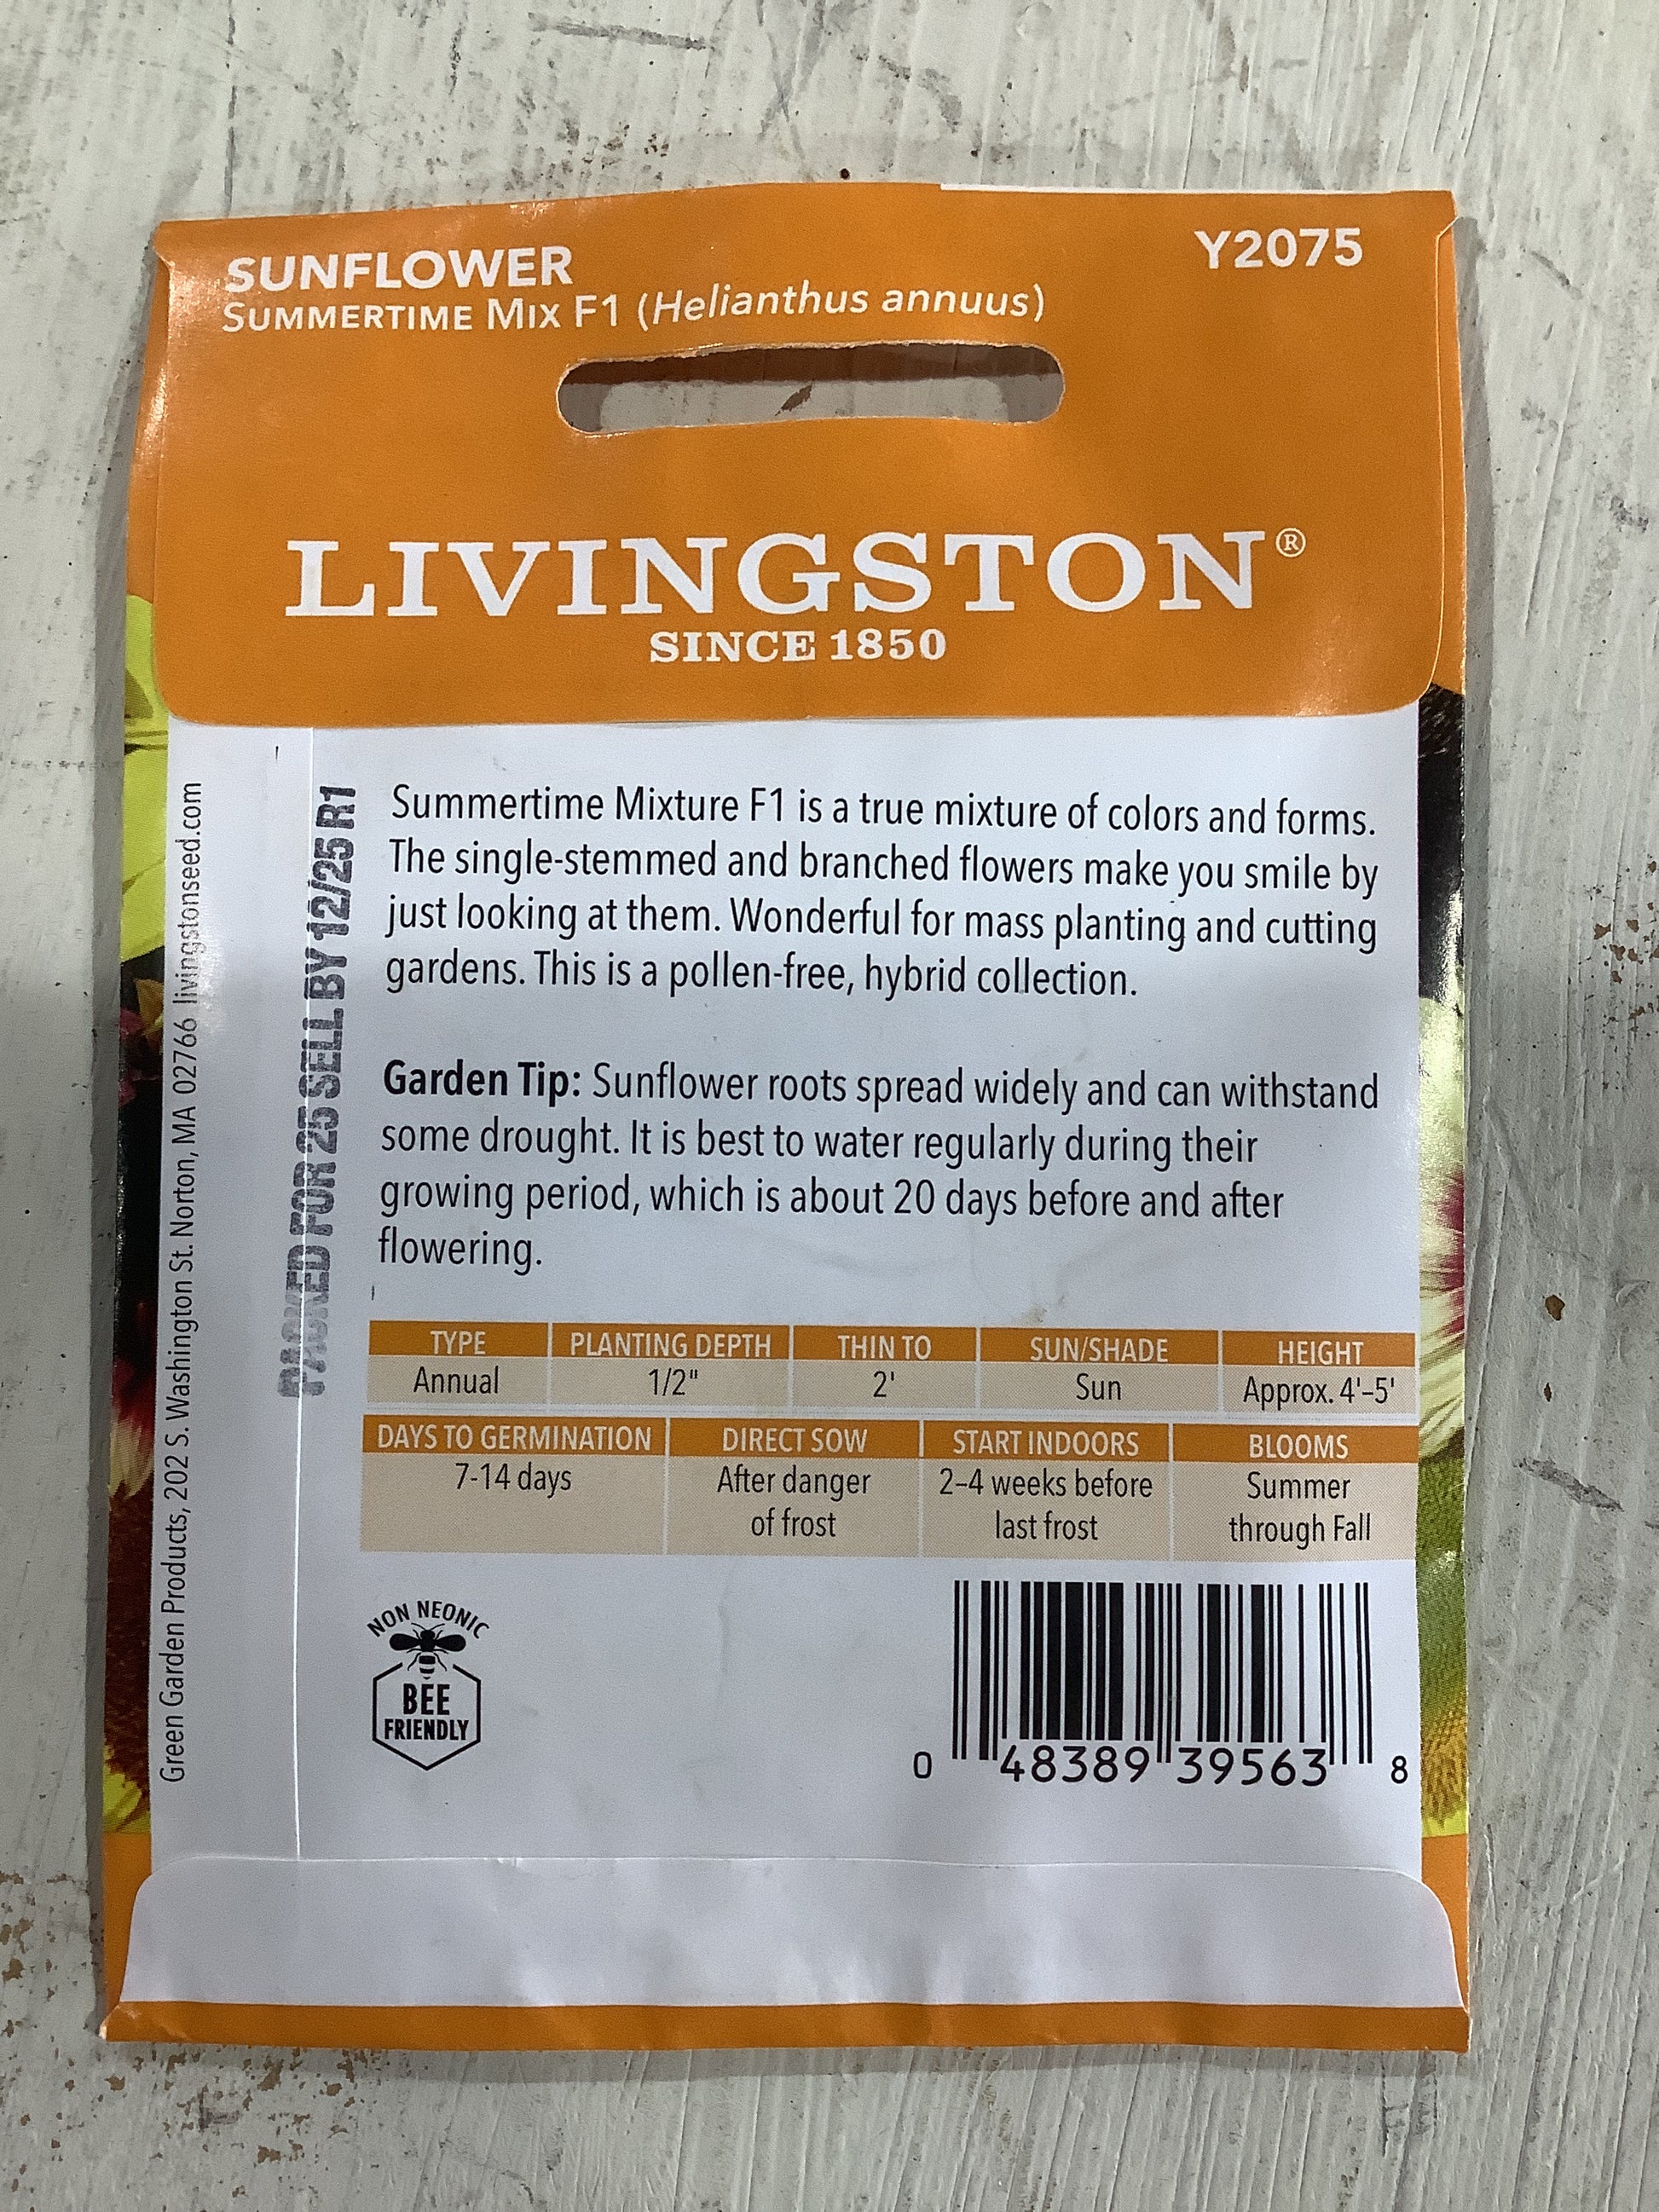 SUNFLOWER
SUMMERTIME MIX F1 (Helianthus annuus)
Y2075
LIVINGSTON®
SINCE 1850
Green Garden Products, 202 S. Washington St. Norton, MA 02766 livingstonseed.com
PACKED FOR 25 SELL BY 12/25 R1
Summertime Mixture F1 is a true mixture of colors and forms.
The single-stemmed and branched flowers make you smile by
just looking at them. Wonderful for mass planting and cutting
gardens. This is a pollen-free, hybrid collection.
Garden Tip: Sunflower roots spread widely and can withstand
some drought. It is best to water regularly during their
growing period, which is about 20 days before and after
flowering.
TYPE PLANTING DEPTH THIN TO SUN/SHADE HEIGHT
Annual 1/2" 2' Sun Approx. 4'–5'
DAYS TO GERMINATION DIRECT SOW START INDOORS BLOOMS
7-14 days After danger 2–4 weeks before Summer
of frost last frost through Fall
NON NEONIC
BEE
FRIENDLY
0 48389 39563 8